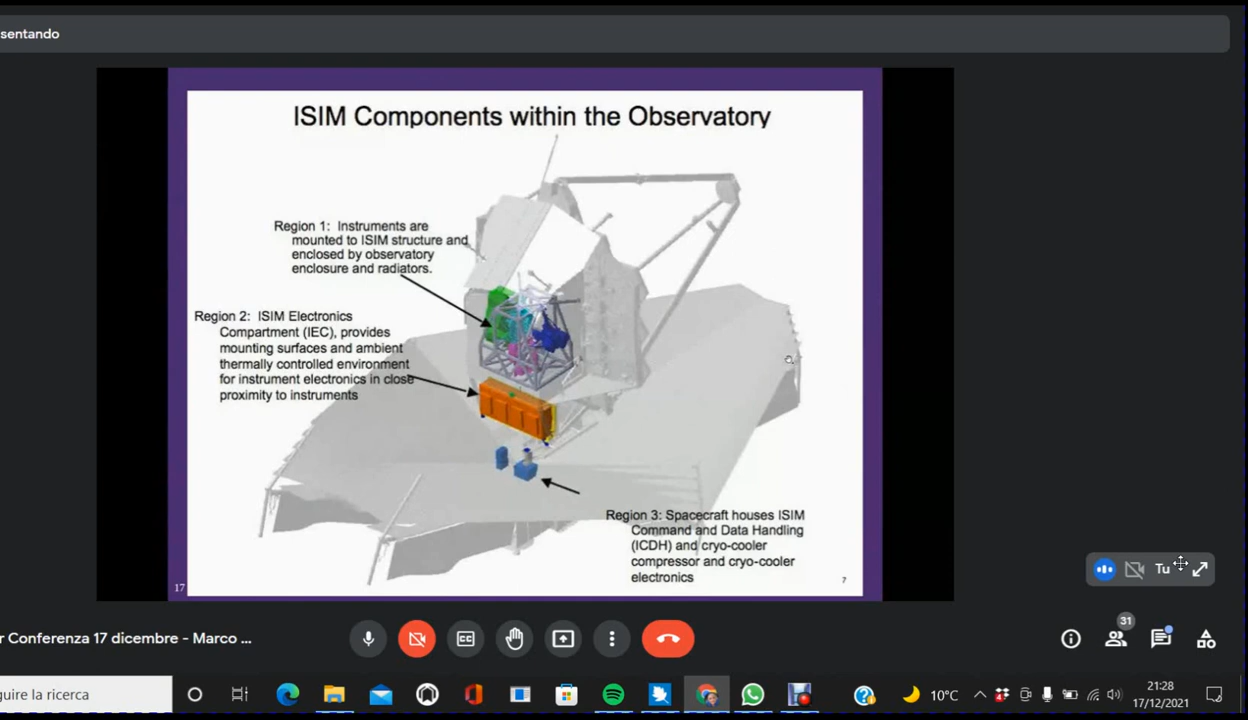 sentando
ISIM Components within the Observatory
Region 1: Instruments are
mounted to ISIM structure and
enclosed by observatory
enclosure and radiators.
Region 2: ISIM Electronics
Compartment (IEC), provides
mounting surfaces and ambient
thermally controlled environment
for instrument electronics in close
proximity to instruments
Region 3: Spacecraft houses ISIM
Command and Data Handling
(ICDH) and cryo-cooler
compressor and cryo-cooler
electronics
17
7
Tu
r Conferenza 17 dicembre - Marco ...
CC
31
guire la ricerca
10°C
21:28
17/12/2021